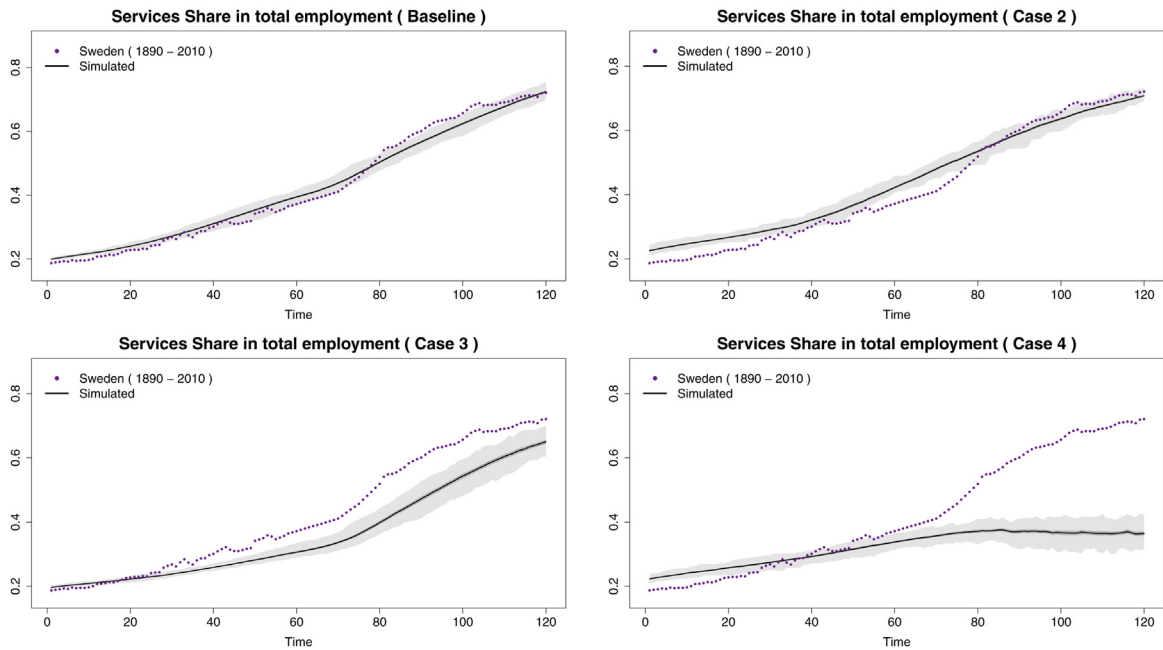 Services Share in total employment ( Baseline )
Sweden ( 1890 − 2010 )
Simulated
0.8
0.6
0.4
0.2
0 20 40 60 80 100 120
Time
Services Share in total employment ( Case 2 )
Sweden ( 1890 − 2010 )
Simulated
0.8
0.6
0.4
0.2
0 20 40 60 80 100 120
Time
Services Share in total employment ( Case 3 )
Sweden ( 1890 − 2010 )
Simulated
0.8
0.6
0.4
0.2
0 20 40 60 80 100 120
Time
Services Share in total employment ( Case 4 )
Sweden ( 1890 − 2010 )
Simulated
0.8
0.6
0.4
0.2
0 20 40 60 80 100 120
Time